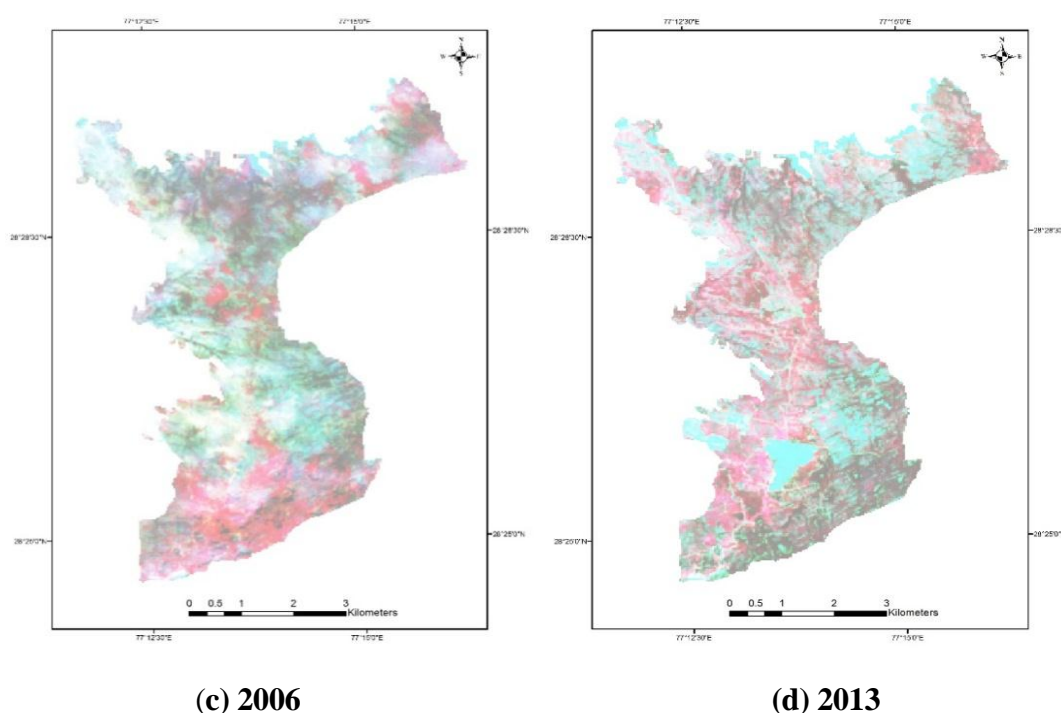 77°12'30"E 77°15'0"E 77°12'30"E 77°15'0"E
N N
W E W E
S S
28°28'30"N 28°28'30" 28°28'30"N 28°28'30"
28°25'0"N 28°25'0"N 28°25'0"N 28°25'0"N
0 0.5 1 2 3 0 0.5 1 2 3
Kilometers Kilometers
77°12'30"E 77°15'0"E 77°12'30"E 77°15'0"E
(c) 2006 (d) 2013